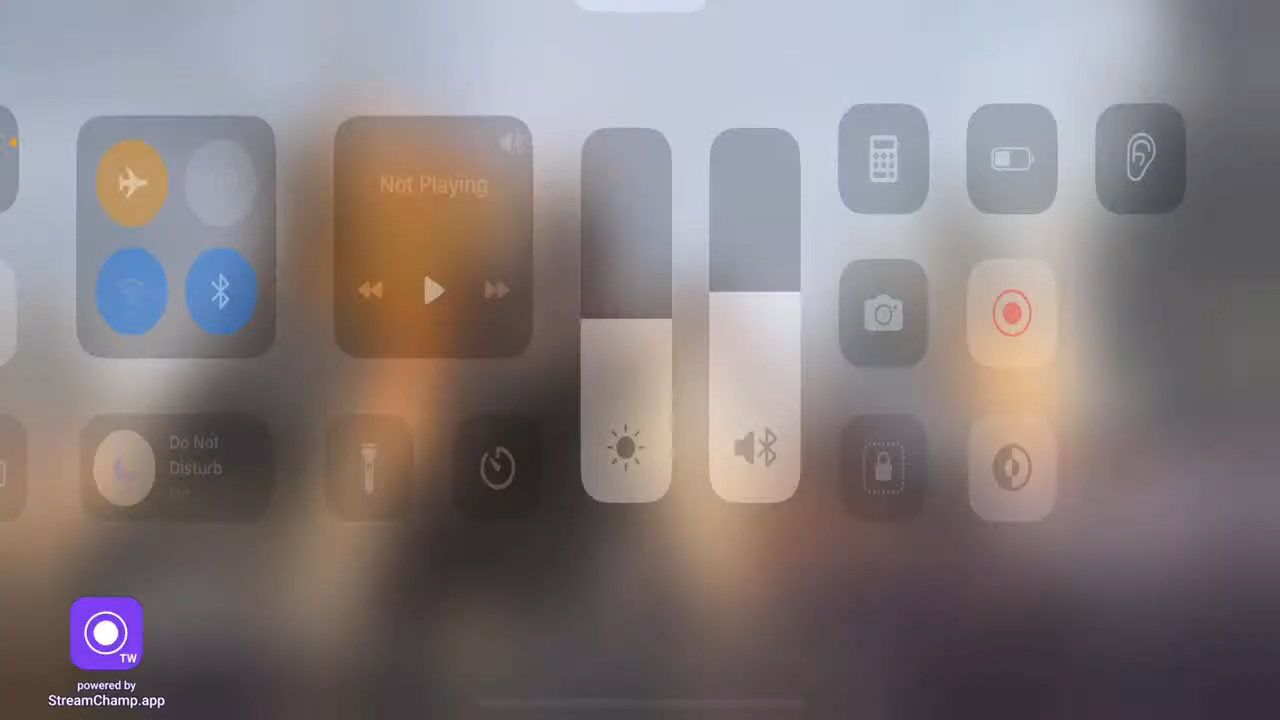 Not Playing
Do Not
Disturb
TW
powered by
StreamChamp.app